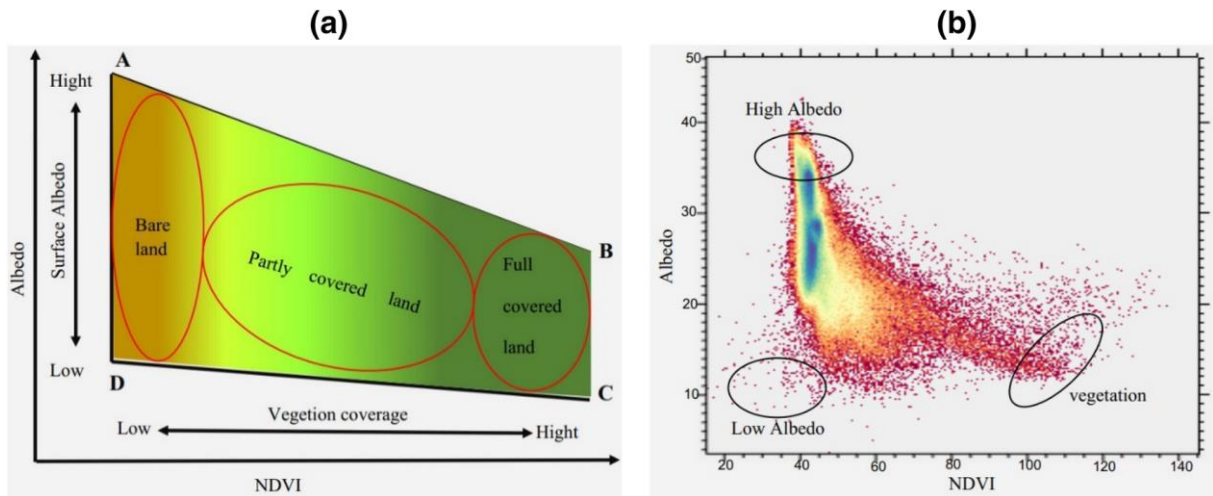 (a)
Albedo
Surface Albedo
Hight
Low
A
B
C
D
Bare
land
Partly covered land
Full
covered
land
Vegetion coverage
Low
Hight
NDVI
(b)
Albedo
50
40
30
20
10
High Albedo
Low Albedo
vegetation
20
40
60
80
100
120
140
NDVI